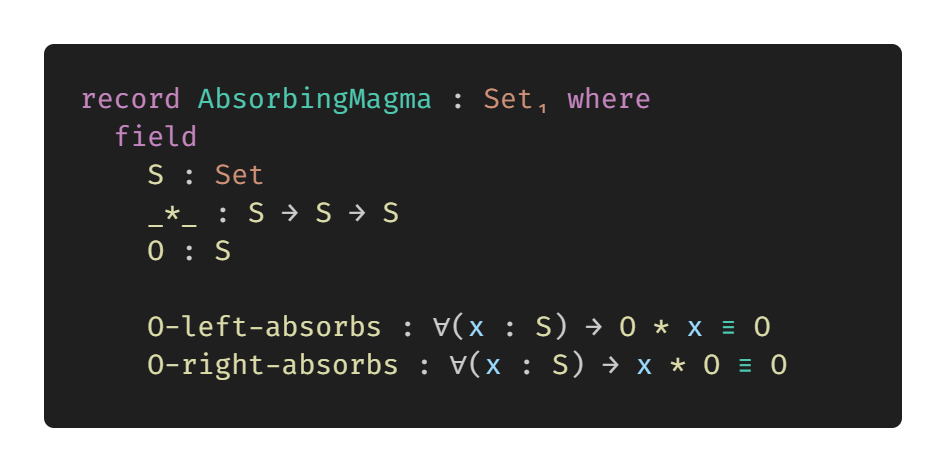 record AbsorbingMagma : Set₁ where
  field
    S : Set
    _*_ : S → S → S
    O : S

    O-left-absorbs : ∀(x : S) → O * x ≡ O
    O-right-absorbs : ∀(x : S) → x * O ≡ O